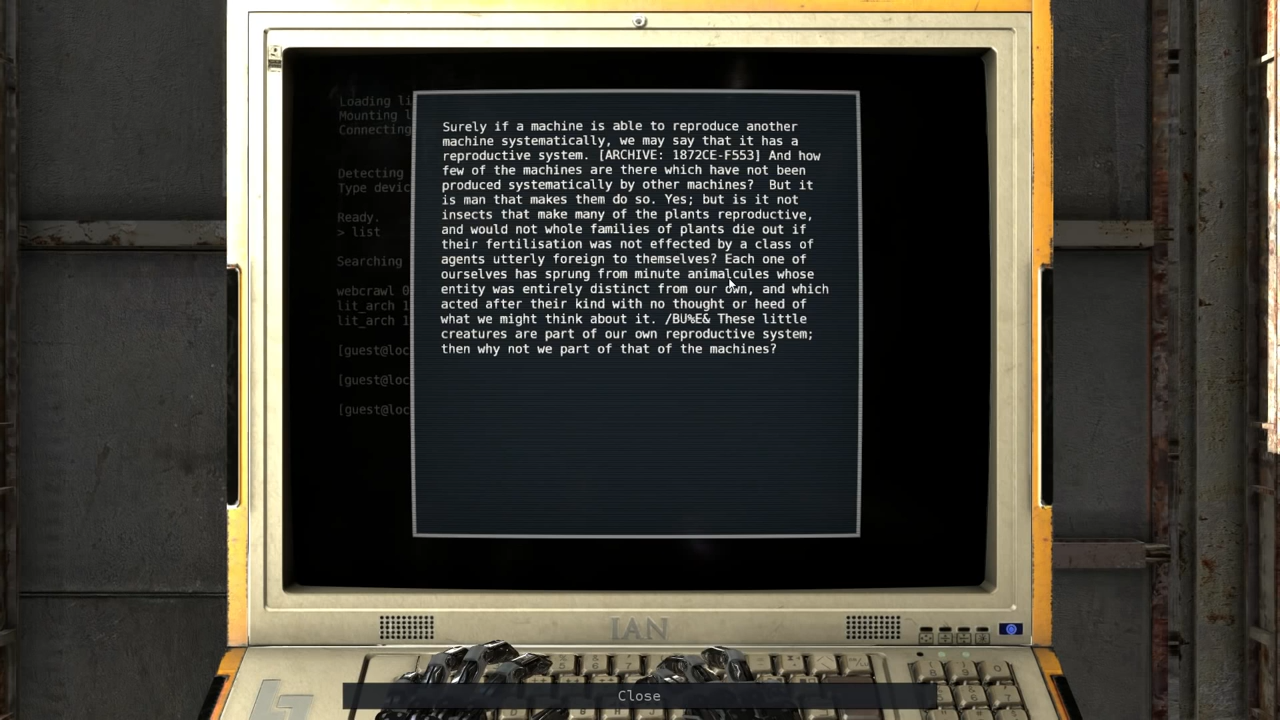 Loading li
Mounting l
Connecting
Detecting
Type devic
Ready.
> list
Searching
webcrawl 0
lit_arch 1
lit_arch 1
[guest@loc
[guest@loc
[guest@loc
Surely if a machine is able to reproduce another
machine systematically, we may say that it has a
reproductive system. [ARCHIVE: 1872CE-F553] And how
few of the machines are there which have not been
produced systematically by other machines?  But it
is man that makes them do so. Yes; but is it not
insects that make many of the plants reproductive,
and would not whole families of plants die out if
their fertilisation was not effected by a class of
agents utterly foreign to themselves? Each one of
ourselves has sprung from minute animalcules whose
entity was entirely distinct from our own, and which
acted after their kind with no thought or heed of
what we might think about it. /BU%E& These little
creatures are part of our own reproductive system;
then why not we part of that of the machines?
IAN
Close